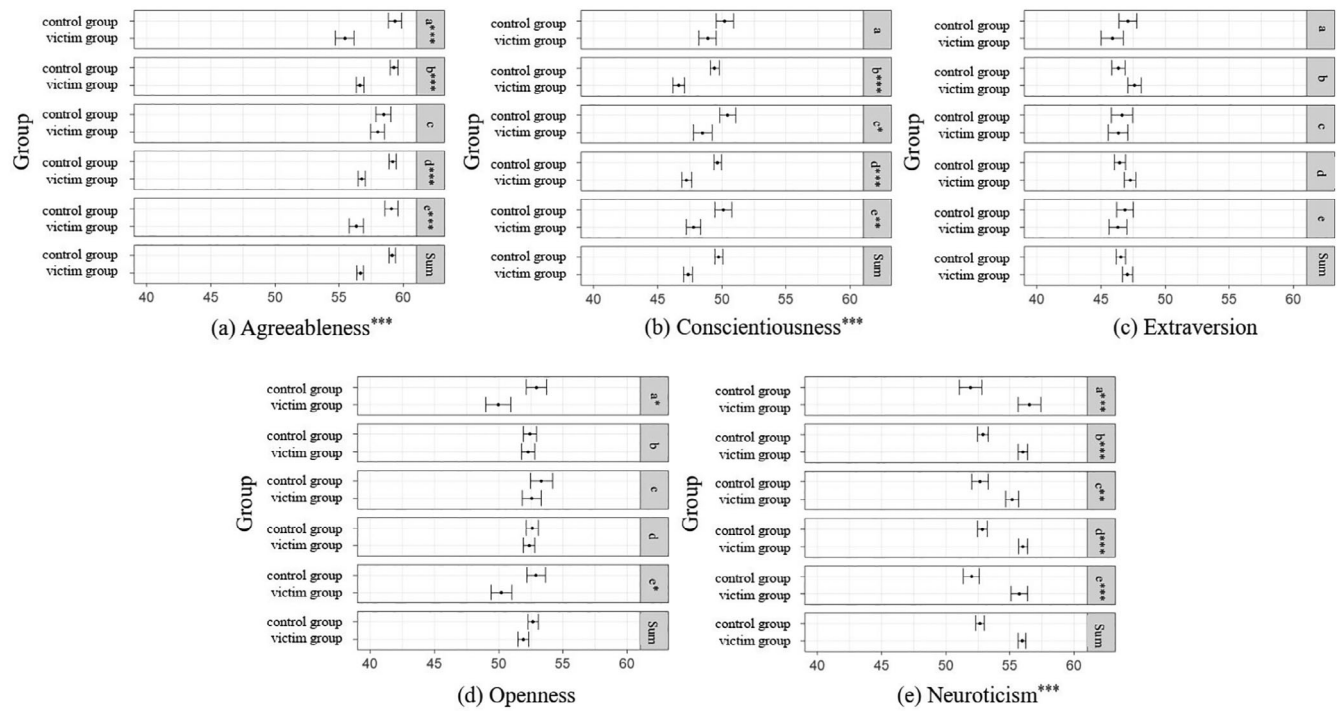 control group
victim group
a***
control group
victim group
b***
control group
victim group
c
control group
victim group
d***
control group
victim group
e***
control group
victim group
Sum
Group
40 45 50 55 60
(a) Agreeableness***
control group
victim group
a
control group
victim group
b***
control group
victim group
c*
control group
victim group
d***
control group
victim group
e**
control group
victim group
Sum
Group
40 45 50 55 60
(b) Conscientiousness***
control group
victim group
a
control group
victim group
b
control group
victim group
c
control group
victim group
d
control group
victim group
e
control group
victim group
Sum
Group
40 45 50 55 60
(c) Extraversion
control group
victim group
a*
control group
victim group
b
control group
victim group
c
control group
victim group
d
control group
victim group
e*
control group
victim group
Sum
Group
40 45 50 55 60
(d) Openness
control group
victim group
a***
control group
victim group
b***
control group
victim group
c**
control group
victim group
d***
control group
victim group
e***
control group
victim group
Sum
Group
40 45 50 55 60
(e) Neuroticism***